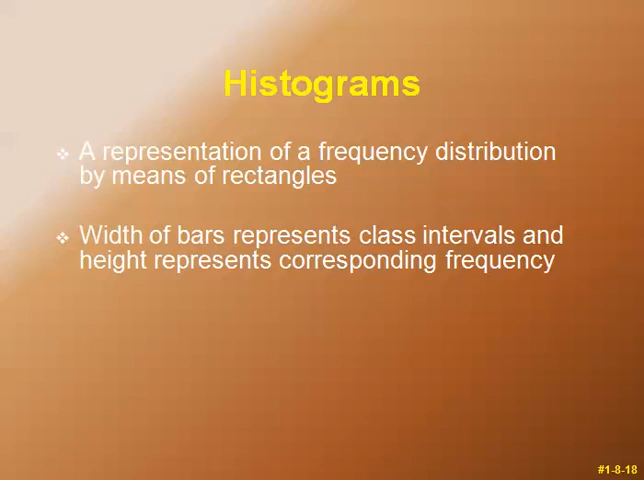 Histograms
❖ A representation of a frequency distribution
by means of rectangles
❖ Width of bars represents class intervals and
height represents corresponding frequency
#1-8-18